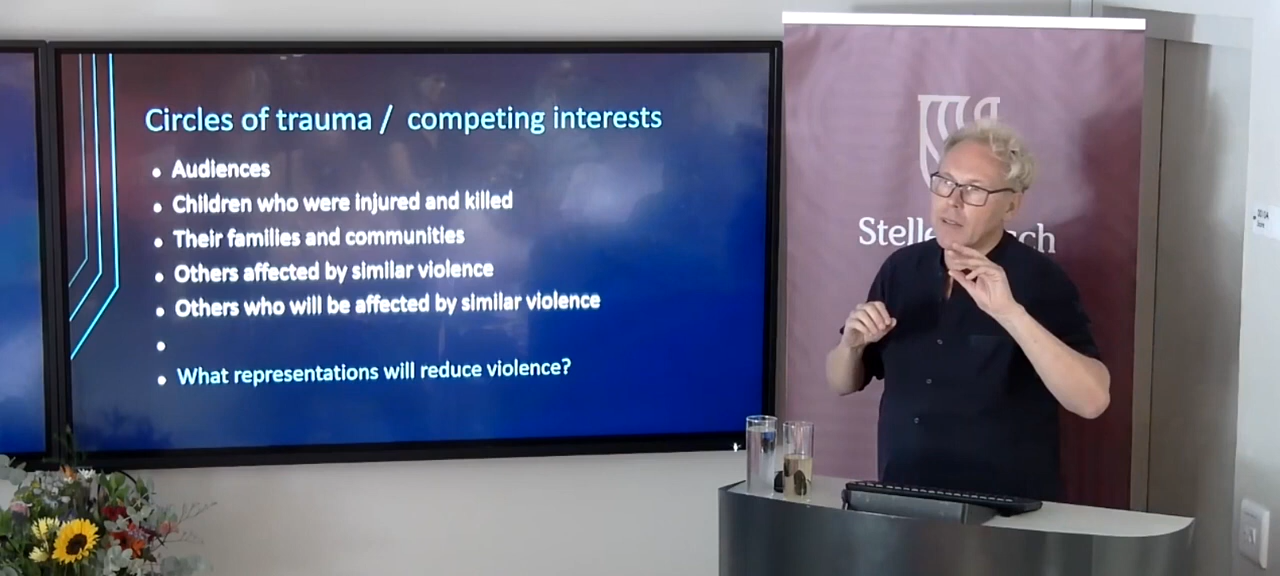 Circles of trauma / competing interests
• Audiences
• Children who were injured and killed
• Their families and communities
• Others affected by similar violence
• Others who will be affected by similar violence
•
• What representations will reduce violence?